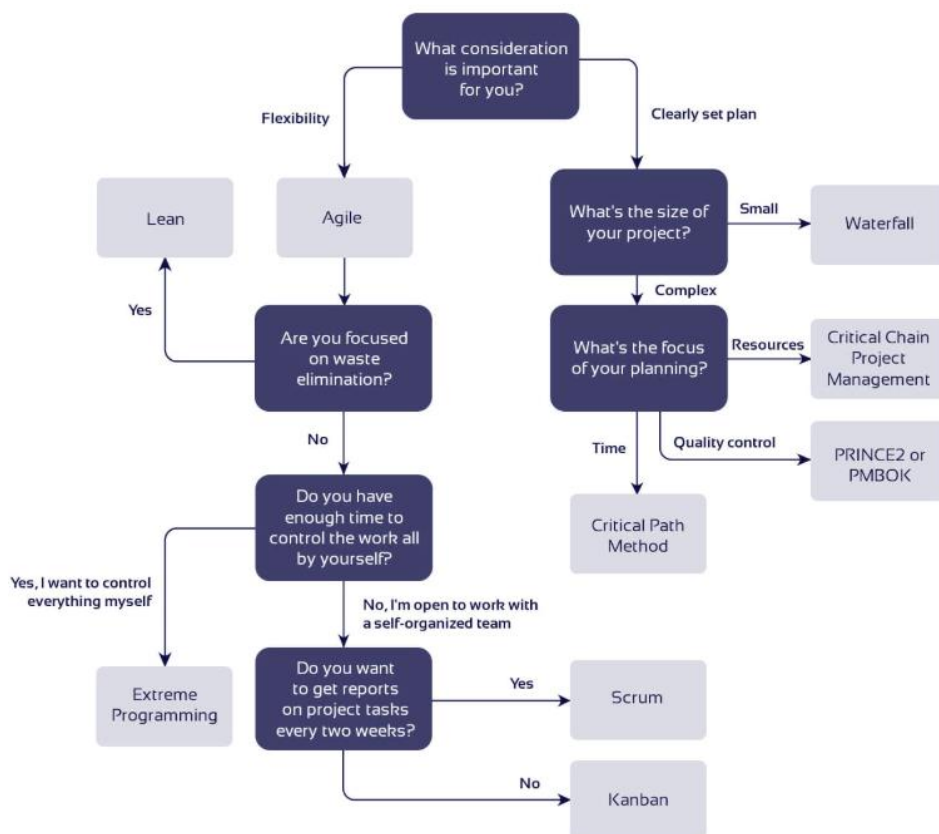 What consideration
is important
for you?
Flexibility
Clearly set plan
Lean
Agile
What's the size of
your project?
Small
Waterfall
Yes
Complex
Are you focused
on waste
elimination?
What's the focus
of your planning?
Resources
Critical Chain
Project
Management
No
Time
Quality control
PRINCE2 or
PMBOK
Do you have
enough time to
control the work all
by yourself?
Critical Path
Method
Yes, I want to control
everything myself
No, I'm open to work with
a self-organized team
Extreme
Programming
Do you want
to get reports
on project tasks
every two weeks?
Yes
Scrum
No
Kanban